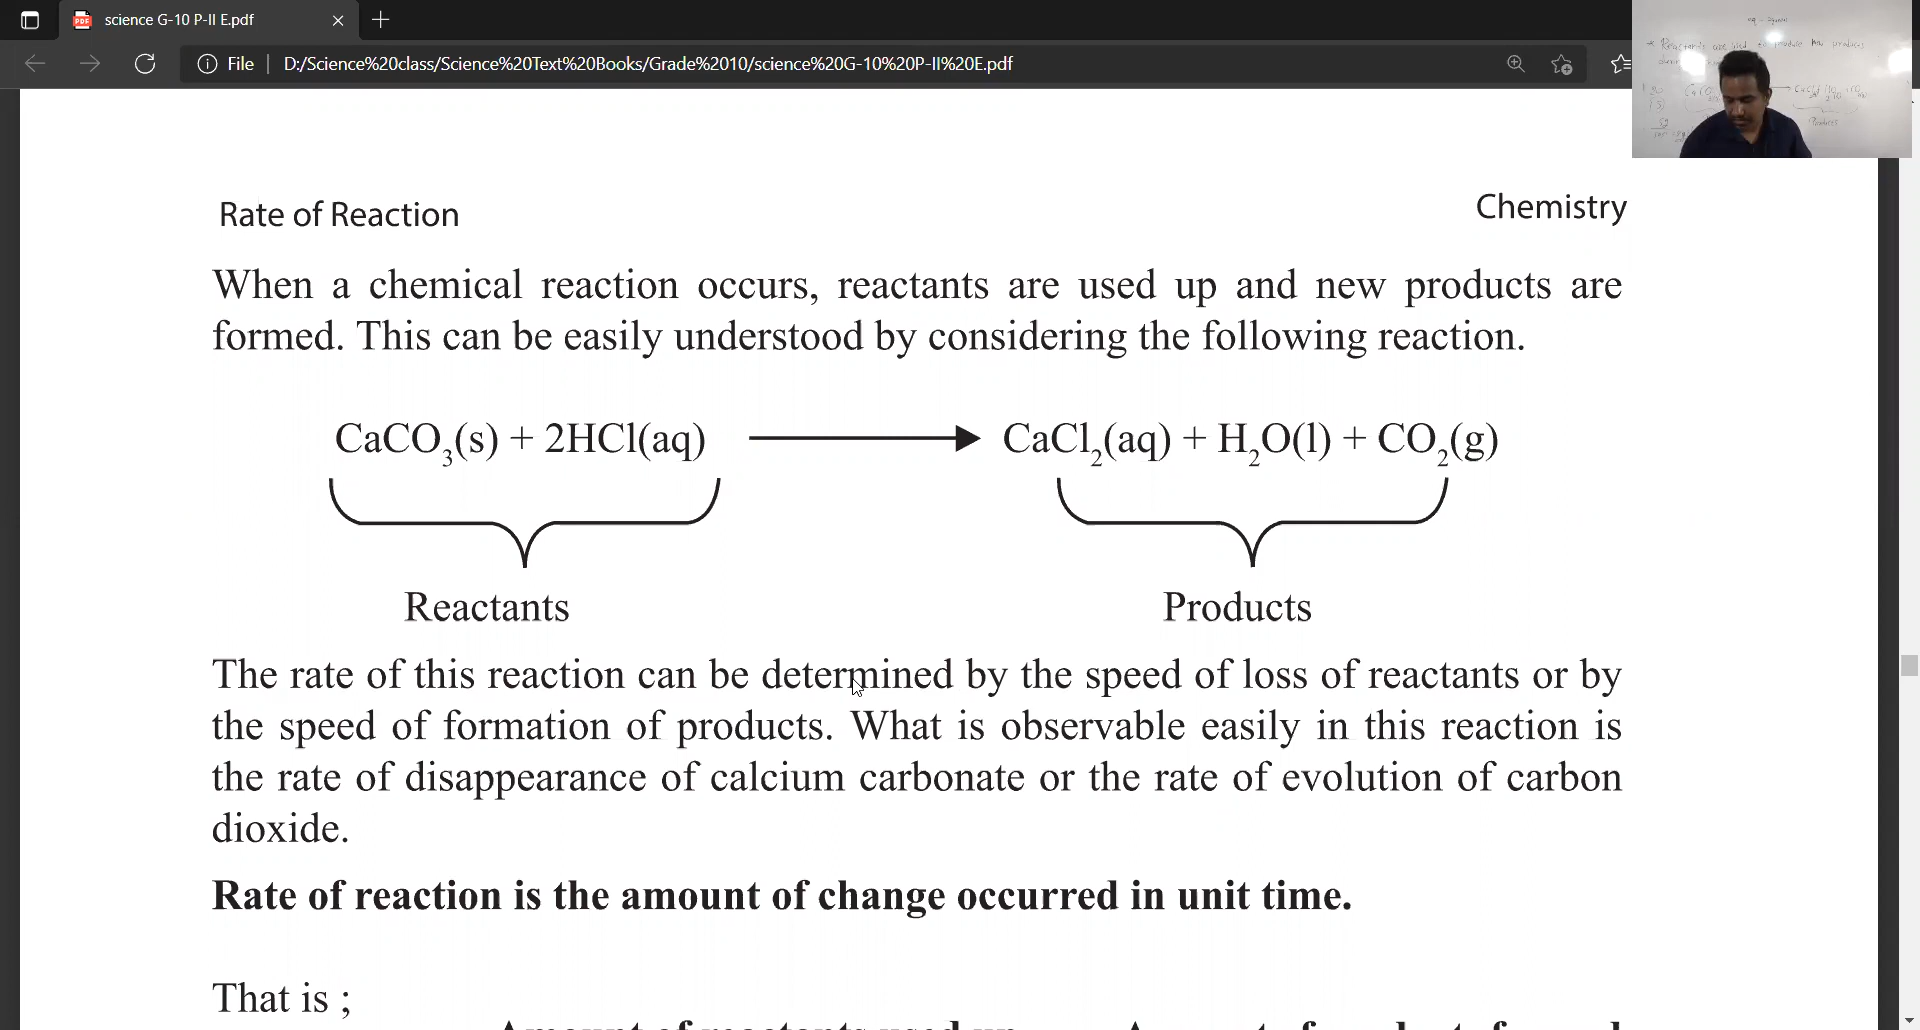 science G-10 P-II E.pdf
File
D:/Science%20class/Science%20Text%20Books/Grade%2010/science%20G-10%20P-II%20E.pdf
Rate of Reaction
Chemistry
When a chemical reaction occurs, reactants are used up and new products are
formed. This can be easily understood by considering the following reaction.
CaCO₃(s) + 2HCl(aq) → CaCl₂(aq) + H₂O(l) + CO₂(g)
Reactants
Products
The rate of this reaction can be determined by the speed of loss of reactants or by
the speed of formation of products. What is observable easily in this reaction is
the rate of disappearance of calcium carbonate or the rate of evolution of carbon
dioxide.
Rate of reaction is the amount of change occurred in unit time.
That is ;
Amount of reactants used up
Products